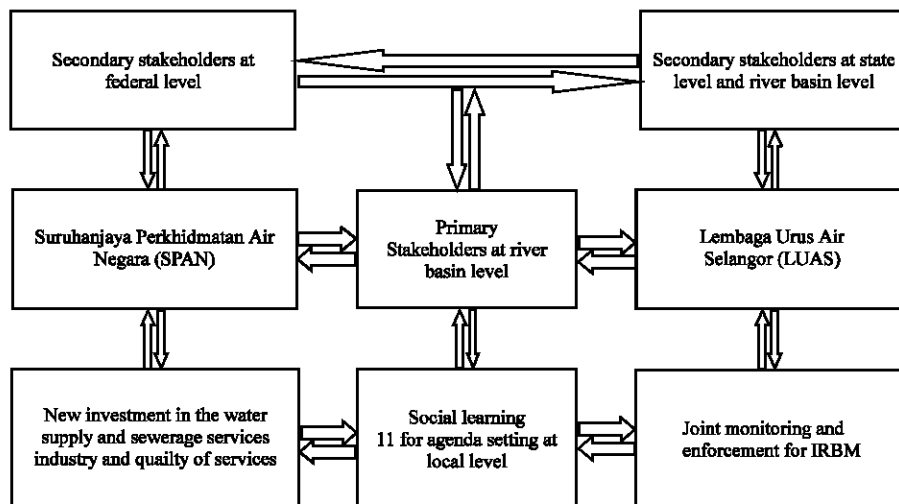 Secondary stakeholders at
federal level
Secondary stakeholders at state
level and river basin level
Suruhanjaya Perkhidmatan Air
Negara (SPAN)
Primary
Stakeholders at river
basin level
Lembaga Urus Air
Selangor (LUAS)
New investment in the water
supply and sewerage services
industry and quailty of services
Social learning
11 for agenda setting at
local level
Joint monitoring and
enforcement for IRBM